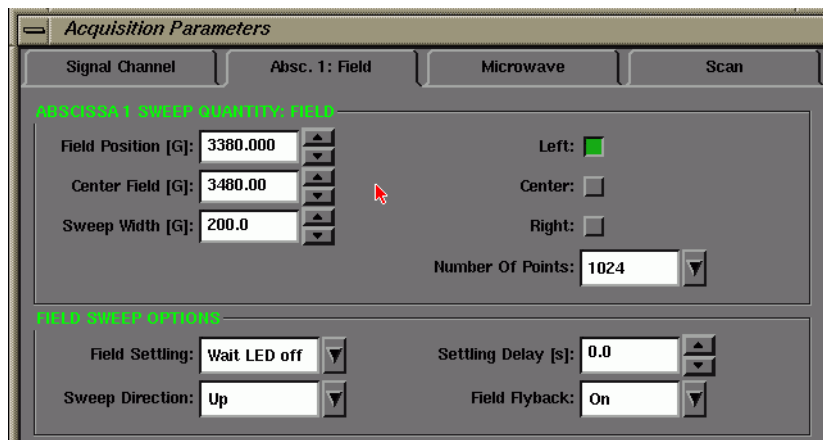 Acquisition Parameters
Signal Channel
Absc. 1: Field
Microwave
Scan
ABSCISSA 1 SWEEP QUANTITY: FIELD
Field Position [G]: 3380.000
Left:
Center Field [G]: 3480.00
Center:
Sweep Width [G]: 200.0
Right:
Number Of Points: 1024
FIELD SWEEP OPTIONS
Field Settling: Wait LED off
Settling Delay [s]: 0.0
Sweep Direction: Up
Field Flyback: On